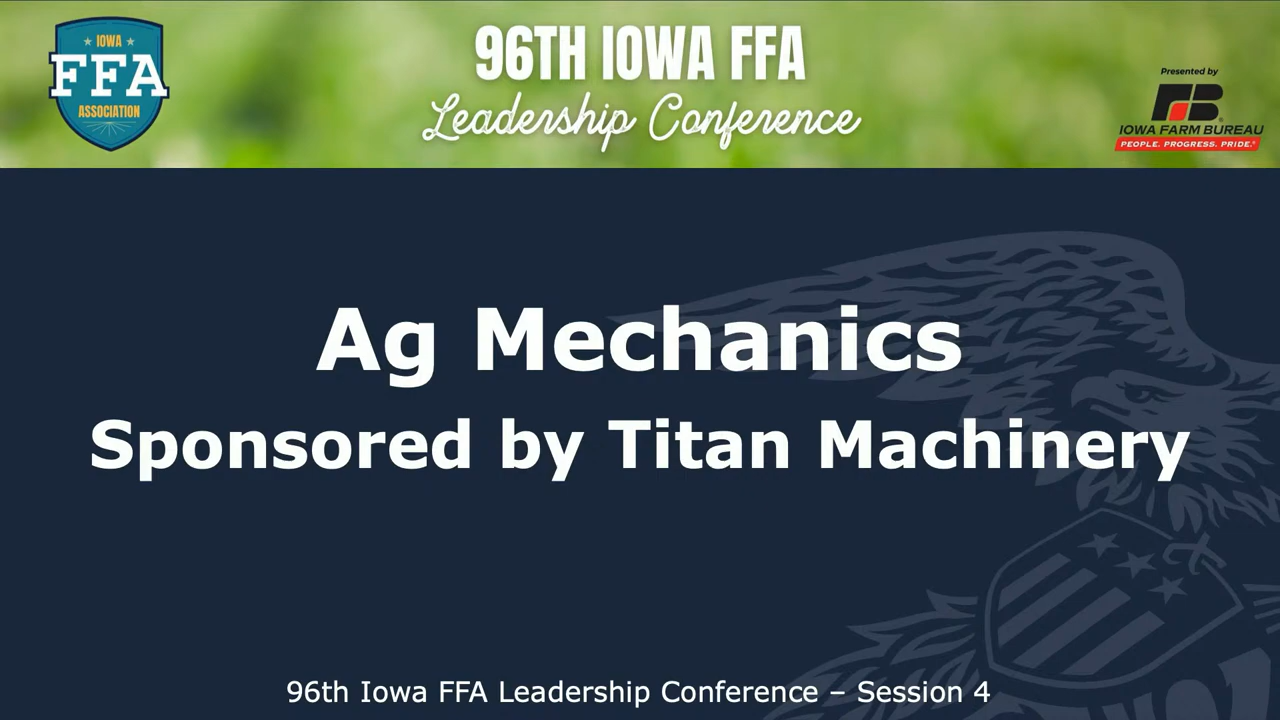 IOWA
FFA
ASSOCIATION
96TH IOWA FFA
Leadership Conference
Presented by
FB
IOWA FARM BUREAU
PEOPLE. PROGRESS. PRIDE.®
Ag Mechanics
Sponsored by Titan Machinery
96th Iowa FFA Leadership Conference – Session 4